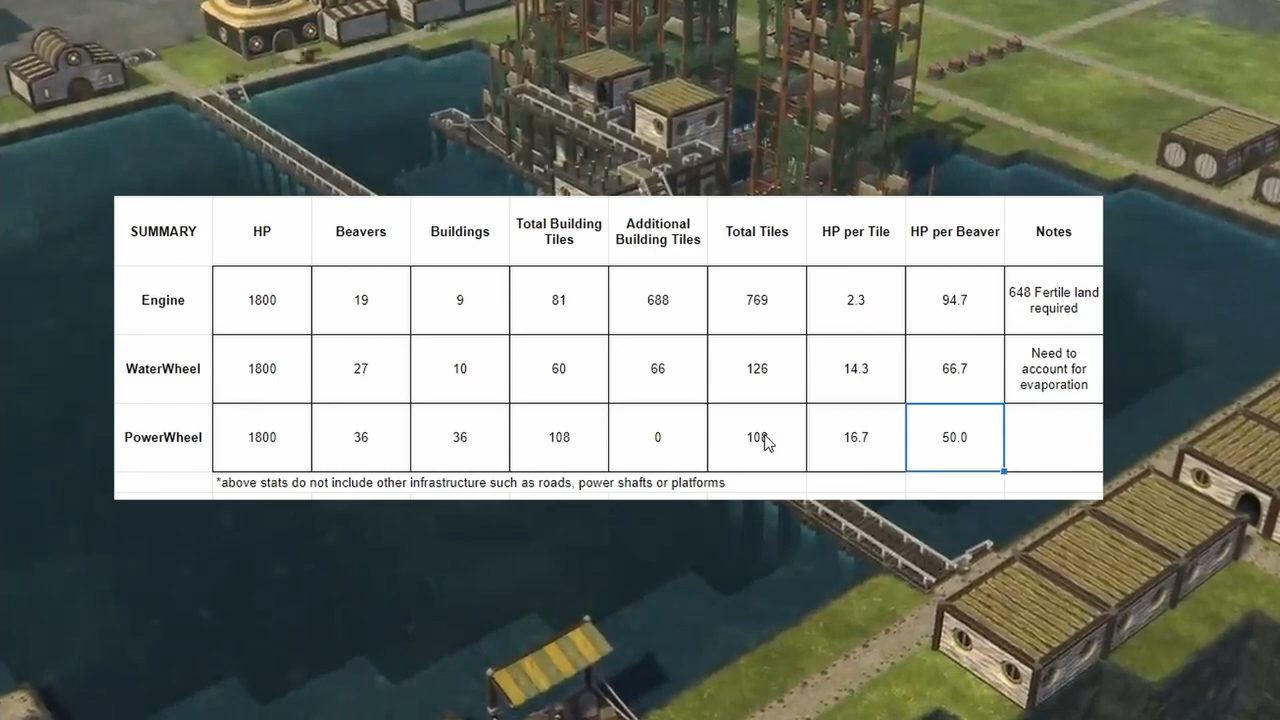 SUMMARY HP Beavers Buildings Total Building Tiles Additional Building Tiles Total Tiles HP per Tile HP per Beaver Notes
Engine 1800 19 9 81 688 769 2.3 94.7 648 Fertile land required
WaterWheel 1800 27 10 60 66 126 14.3 66.7 Need to account for evaporation
PowerWheel 1800 36 36 108 0 108 16.7 50.0
*above stats do not include other infrastructure such as roads, power shafts or platforms